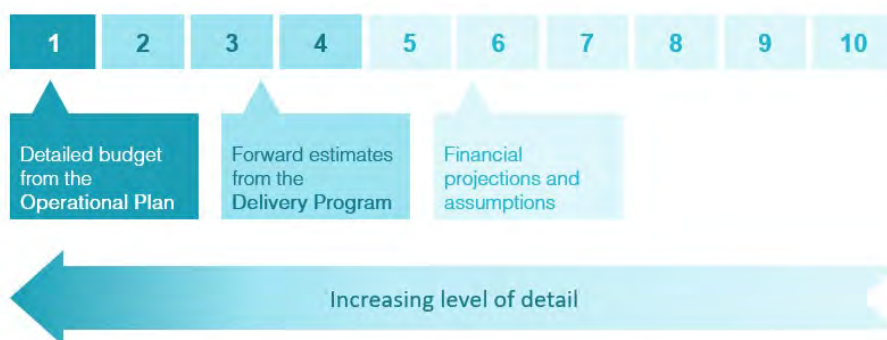 1 2 3 4 5 6 7 8 9 10
Detailed budget
from the
Operational Plan
Forward estimates
from the
Delivery Program
Financial
projections and
assumptions
Increasing level of detail